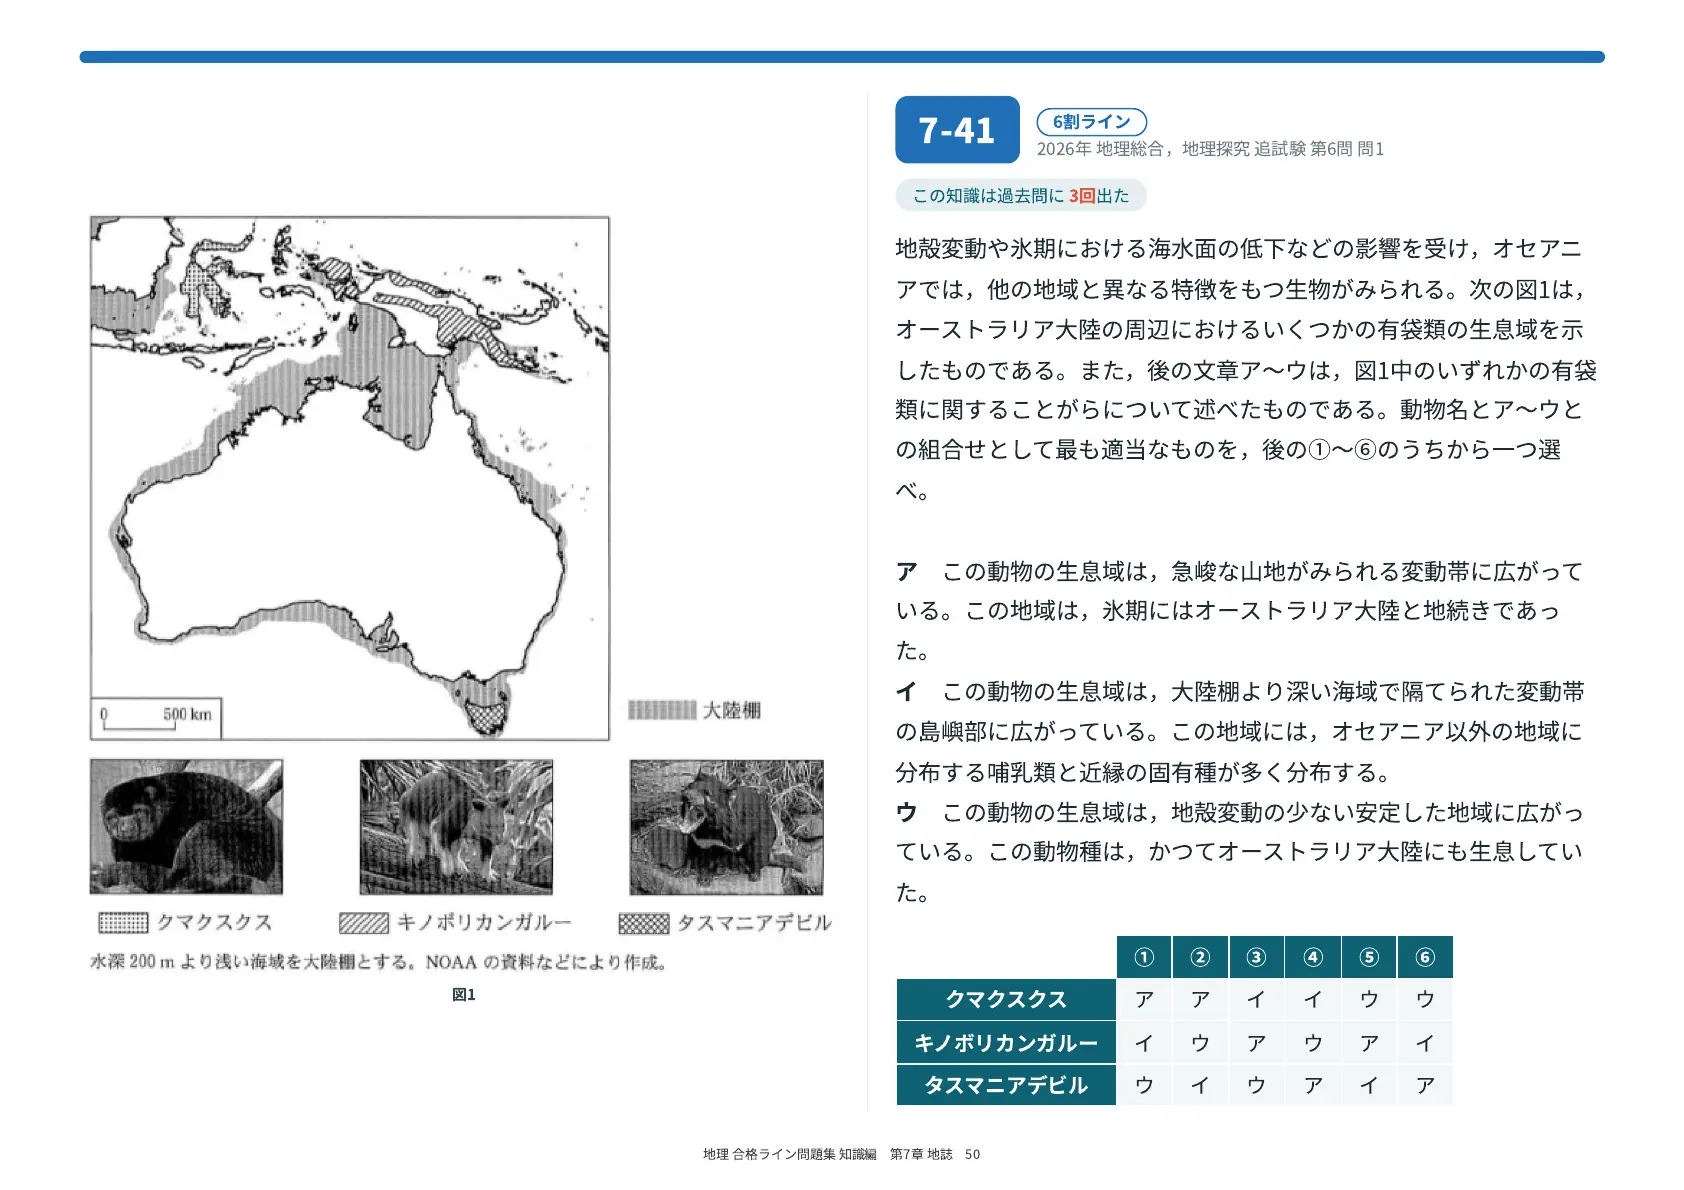 7-41
6割ライン
2026年 地理総合，地理探究 追試験 第6問 問1
この知識は過去問に 3回出た
地殻変動や氷期における海水面の低下などの影響を受け，オセアニ
アでは，他の地域と異なる特徴をもつ生物がみられる。次の図1は，
オーストラリア大陸の周辺におけるいくつかの有袋類の生息域を示
したものである。また，後の文章ア～ウは，図1中のいずれかの有袋
類に関することがらについて述べたものである。動物名とア～ウと
の組合せとして最も適当なものを，後の①～⑥のうちから一つ選
べ。
ア　この動物の生息域は，急峻な山地がみられる変動帯に広がって
いる。この地域は，氷期にはオーストラリア大陸と地続きであっ
た。
イ　この動物の生息域は，大陸棚より深い海域で隔てられた変動帯
の島嶼部に広がっている。この地域には，オセアニア以外の地域に
分布する哺乳類と近縁の固有種が多く分布する。
ウ　この動物の生息域は，地殻変動の少ない安定した地域に広がっ
ている。この動物種は，かつてオーストラリア大陸にも生息してい
た。
① ② ③ ④ ⑤ ⑥
クマクスクス ア ア イ イ ウ ウ
キノボリカンガルー イ ウ ア ウ ア イ
タスマニアデビル ウ イ ウ ア イ ア
0 500 km
大陸棚
クマクスクス キノボリカンガルー タスマニアデビル
水深 200 m より浅い海域を大陸棚とする。NOAA の資料などにより作成。
図1
地理 合格ライン問題集 知識編　第7章 地誌　50